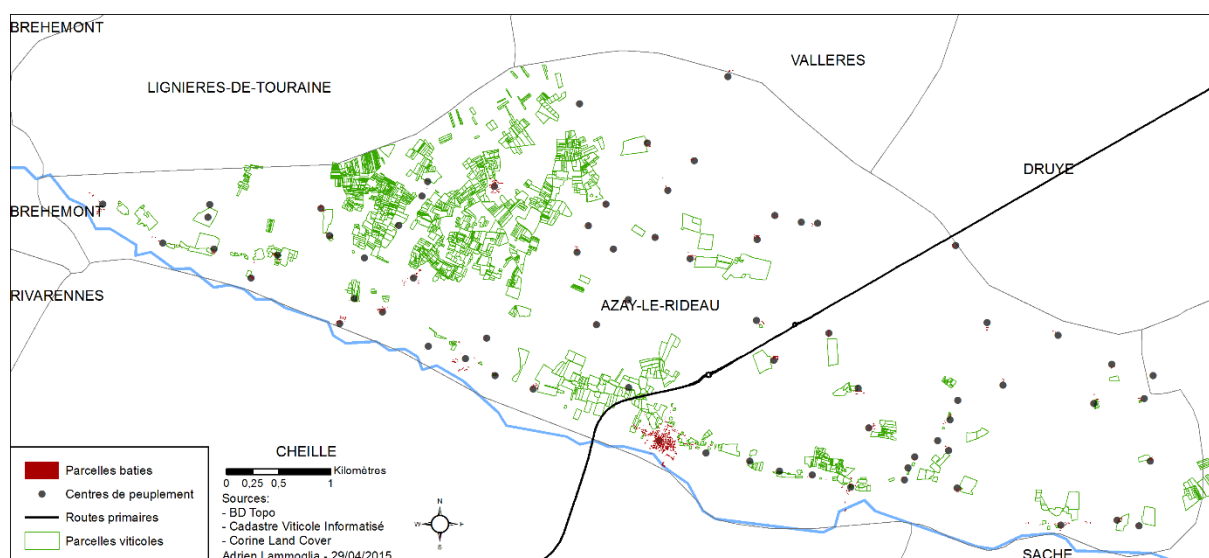 BREHEMONT
VALLERES
LIGNIERES-DE-TOURAINE
DRUYE
BREHEMONT
RIVARENNES
AZAY-LE-RIDEAU
CHEILLE
Parcelles baties
Centres de peuplement
Routes primaires
Parcelles viticoles
0 0,25 0,5 1 Kilomètres
Sources:
- BD Topo
- Cadastre Viticole Informatisé
- Corine Land Cover
Adrien Lammoglia - 29/04/2015
N
W E
S
SACHE